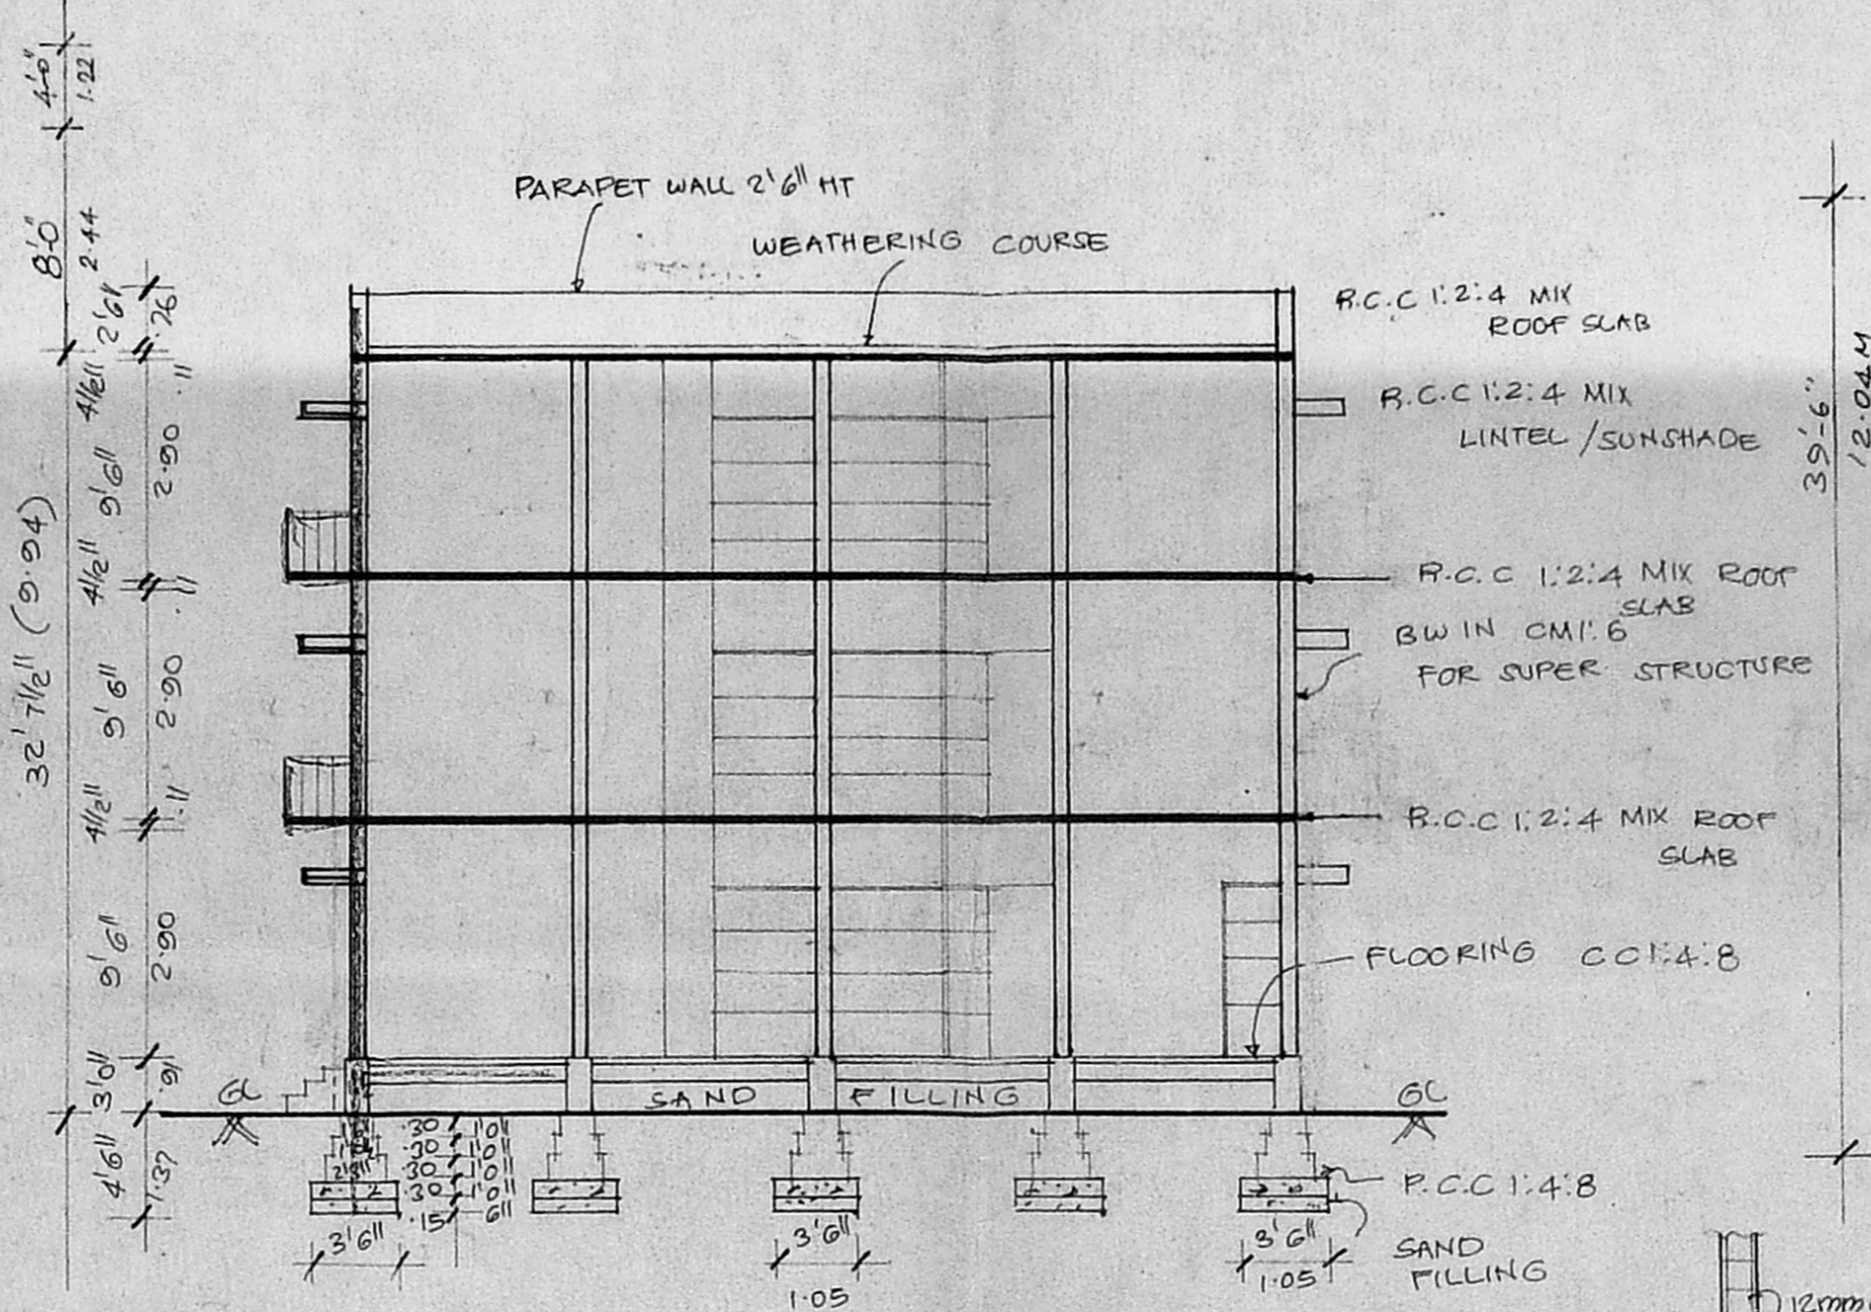 4'0"
1.22
8'0"
2.44
2'6"
.76
4½"
.11
9'6"
2.90
4½"
.11
9'6"
2.90
4½"
.11
9'6"
2.90
3'0"
.91
4'6"
1.37
32'7½" (9.94)
PARAPET WALL 2'6" HT
WEATHERING COURSE
R.C.C 1:2:4 MIX
ROOF SLAB
R.C.C 1:2:4 MIX
LINTEL / SUNSHADE
39'-6"
12.04M
R.C.C 1:2:4 MIX ROOF
SLAB
BW IN CM1:6
FOR SUPER STRUCTURE
R.C.C 1:2:4 MIX ROOF
SLAB
FLOORING CC1:4:8
GL
SAND FILLING
GL
.30 1'0"
.30 1'0"
.30 1'0"
.30 1'0"
.15 6"
2'3"
3'6"
3'6"
1.05
3'6"
1.05
P.C.C 1:4:8
SAND
FILLING
12mm